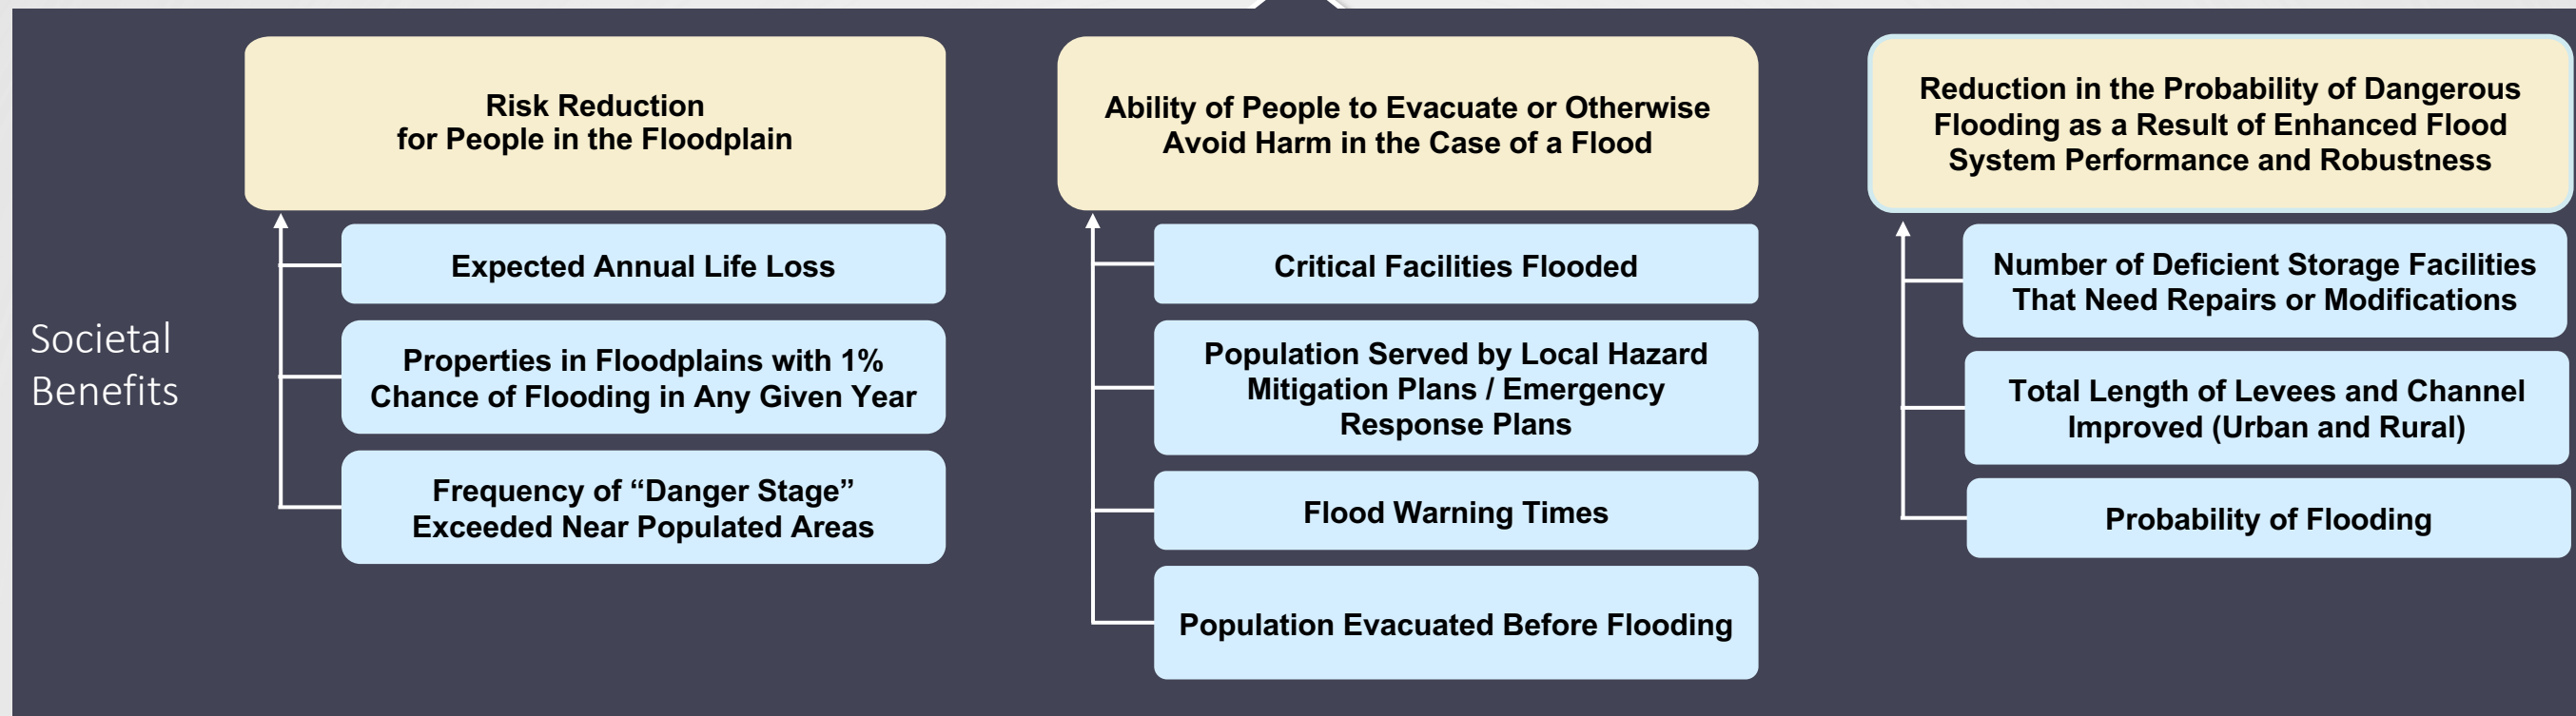 Societal
Benefits
Risk Reduction
for People in the Floodplain
Expected Annual Life Loss
Properties in Floodplains with 1%
Chance of Flooding in Any Given Year
Frequency of “Danger Stage”
Exceeded Near Populated Areas
Ability of People to Evacuate or Otherwise
Avoid Harm in the Case of a Flood
Critical Facilities Flooded
Population Served by Local Hazard
Mitigation Plans / Emergency
Response Plans
Flood Warning Times
Population Evacuated Before Flooding
Reduction in the Probability of Dangerous
Flooding as a Result of Enhanced Flood
System Performance and Robustness
Number of Deficient Storage Facilities
That Need Repairs or Modifications
Total Length of Levees and Channel
Improved (Urban and Rural)
Probability of Flooding